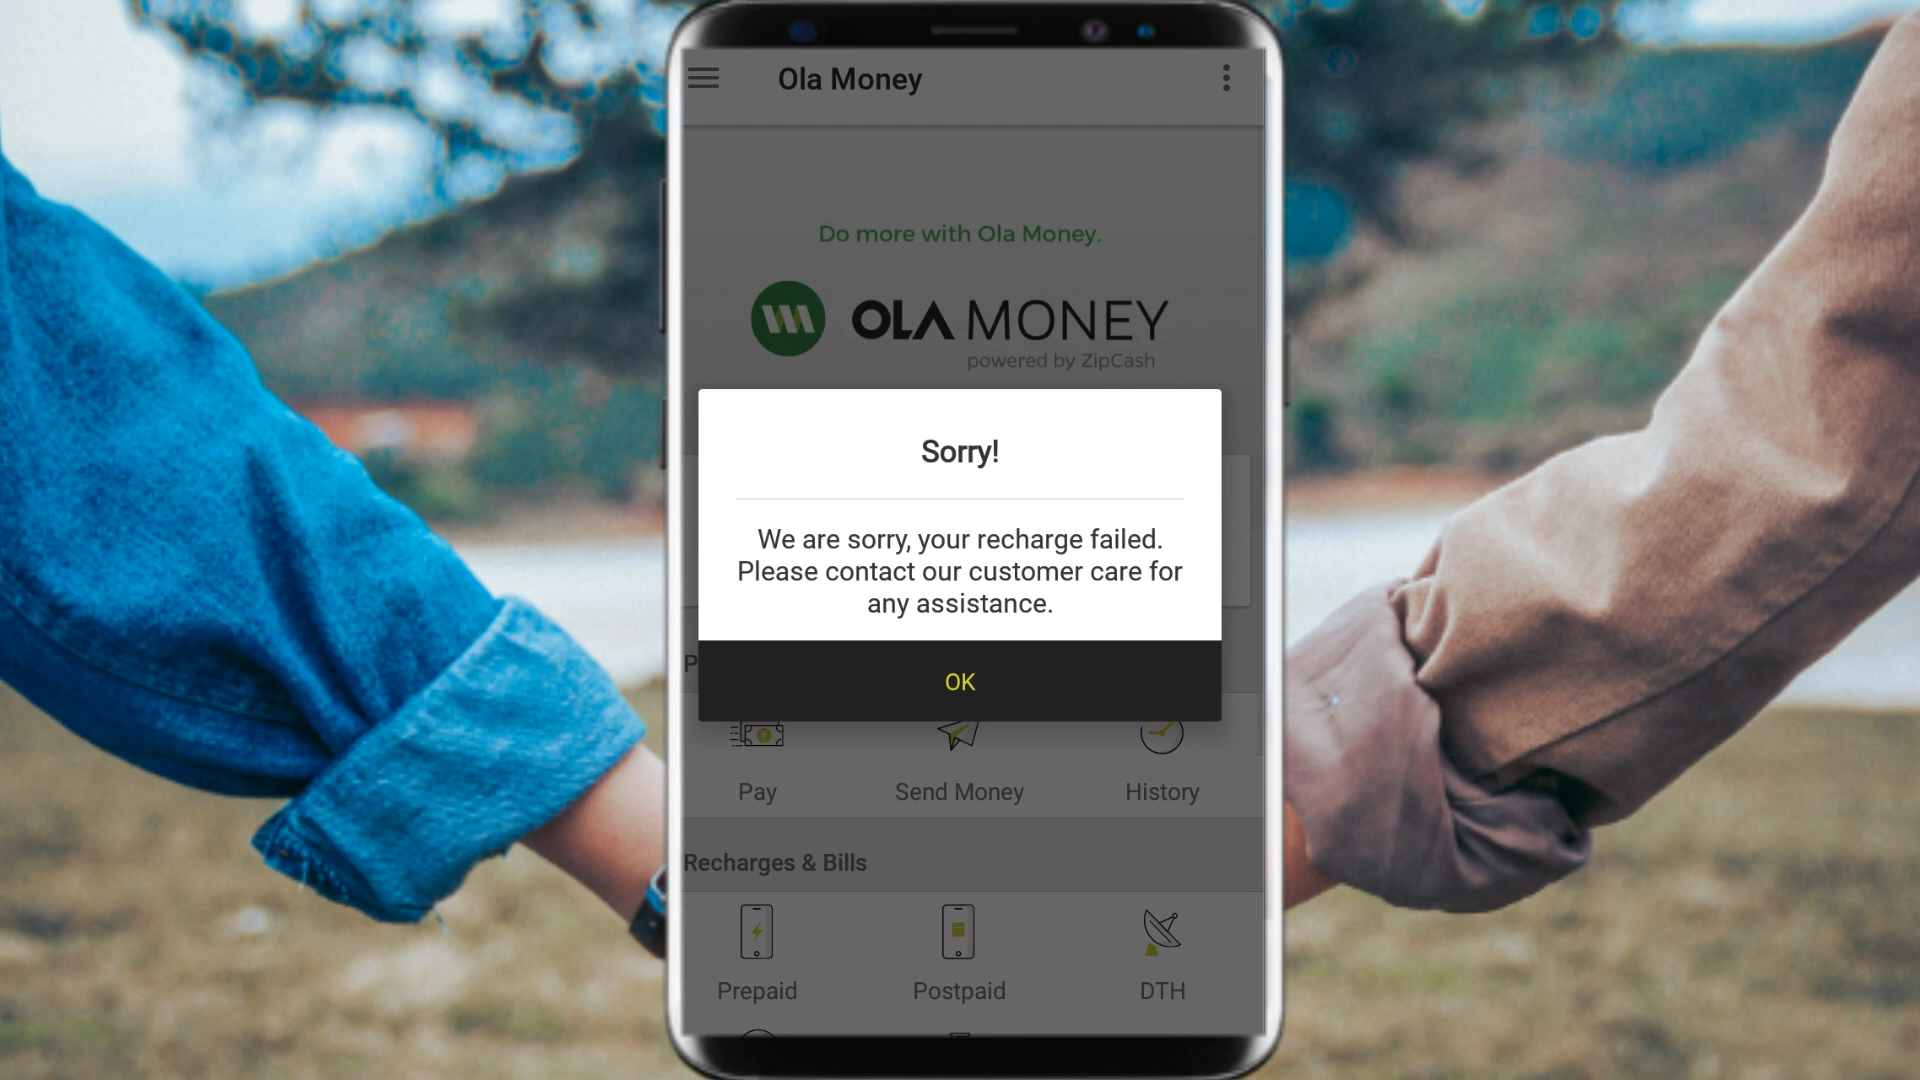 Ola Money
Do more with Ola Money.
OLA MONEY
powered by ZipCash
Sorry!
We are sorry, your recharge failed.
Please contact our customer care for
any assistance.
OK
P
Pay
Send Money
History
Recharges & Bills
Prepaid
Postpaid
DTH